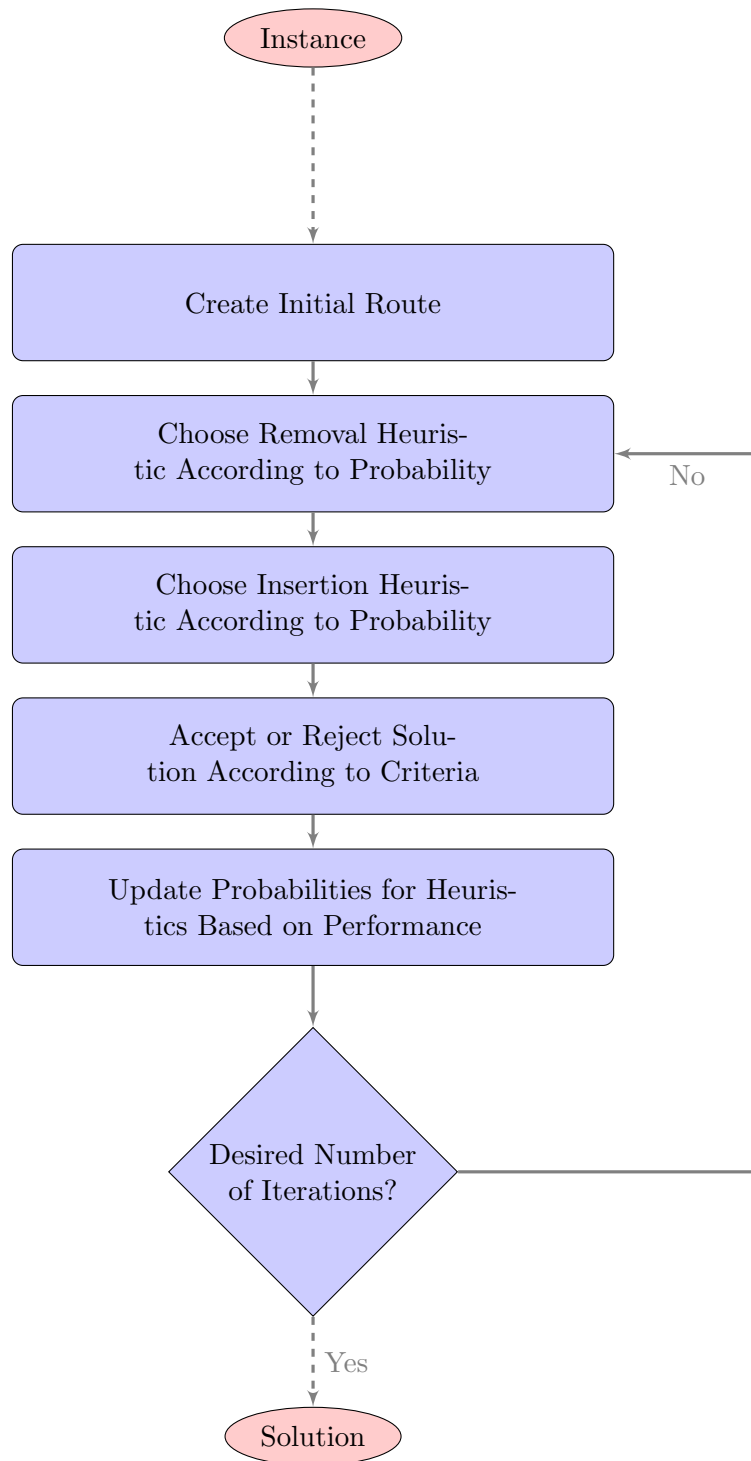 Instance
Create Initial Route
Choose Removal Heuris-
tic According to Probability
No
Choose Insertion Heuris-
tic According to Probability
Accept or Reject Solu-
tion According to Criteria
Update Probabilities for Heuris-
tics Based on Performance
Desired Number
of Iterations?
Yes
Solution